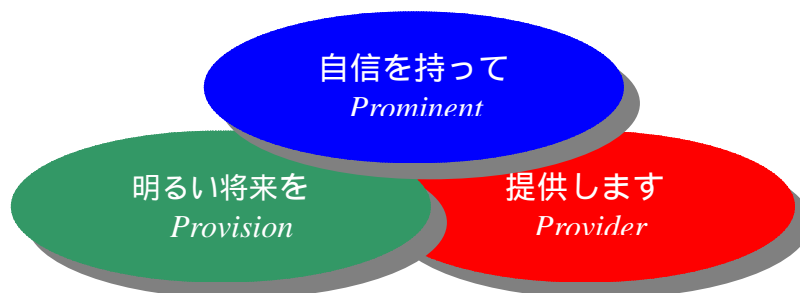 自信を持って
Prominent
明るい将来を
Provision
提供します
Provider